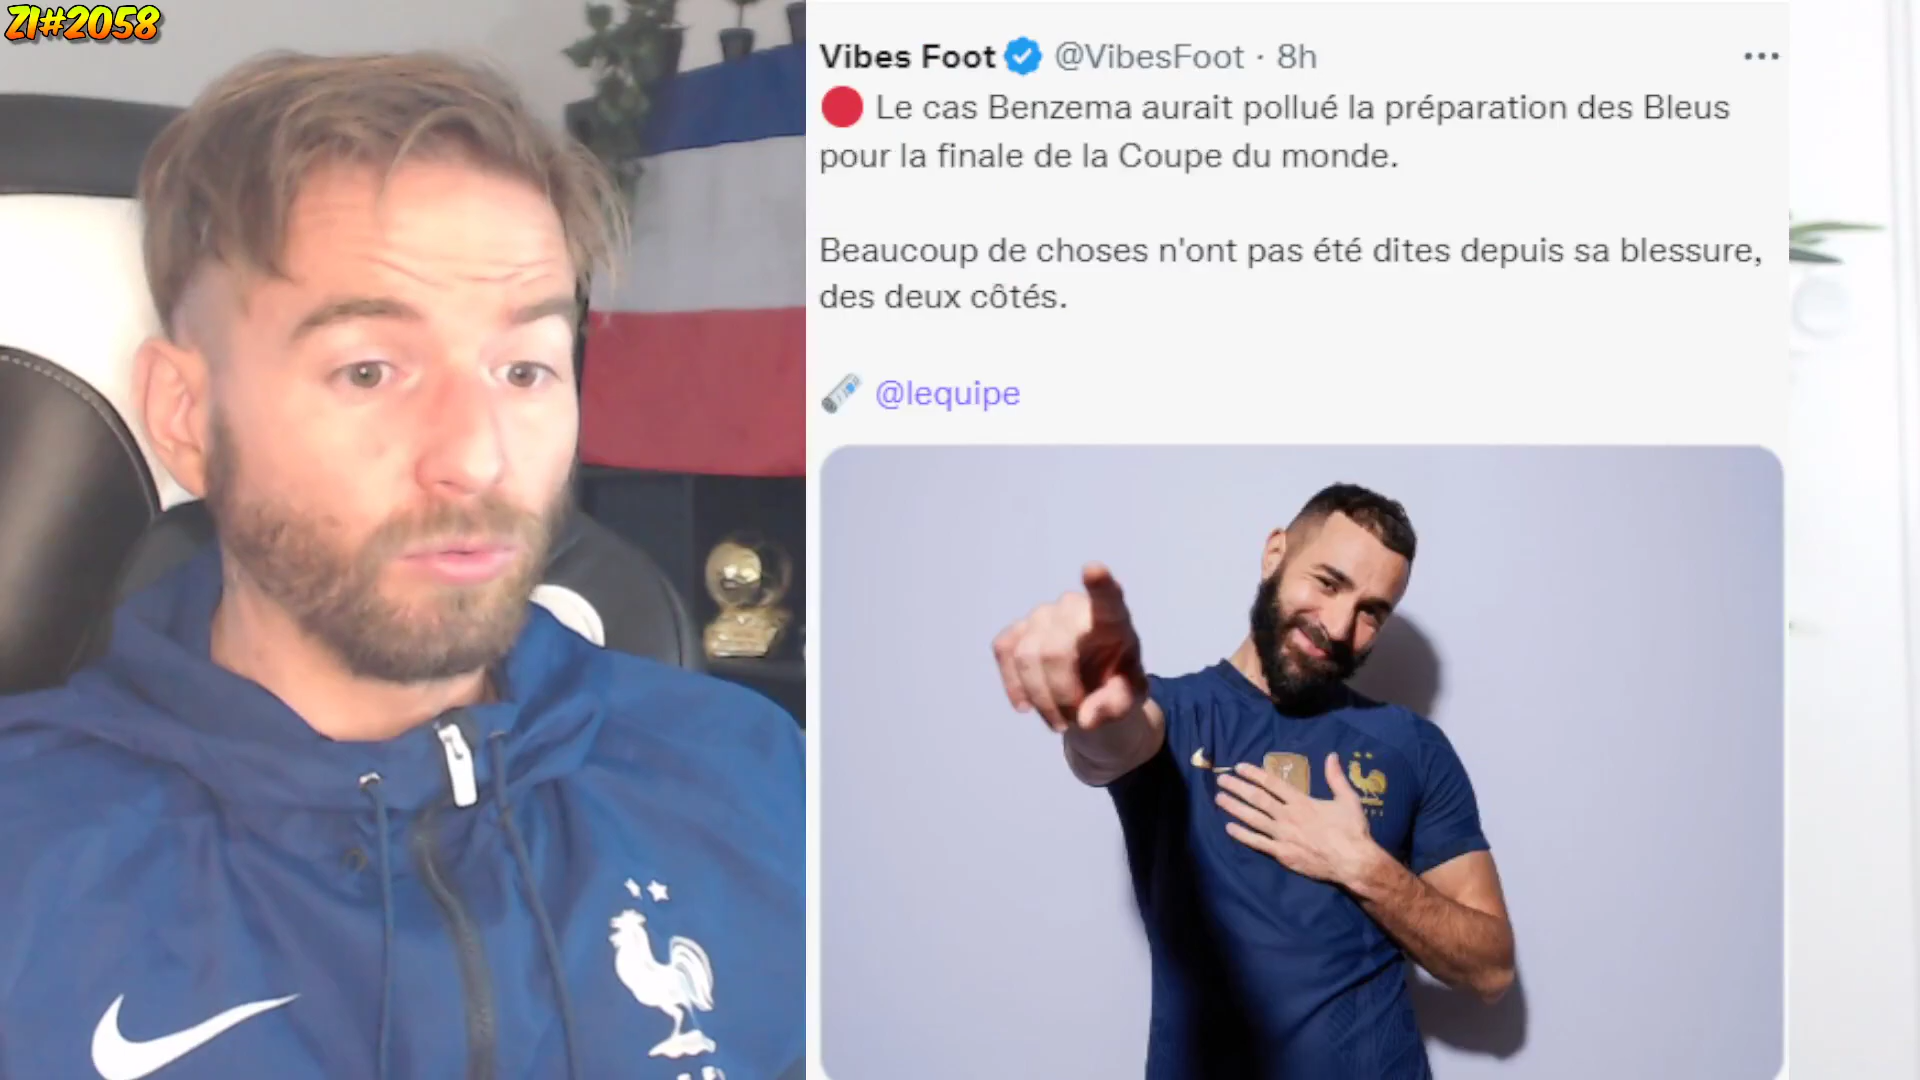 ZI#2058
Vibes Foot @VibesFoot · 8h
Le cas Benzema aurait pollué la préparation des Bleus
pour la finale de la Coupe du monde.
Beaucoup de choses n'ont pas été dites depuis sa blessure,
des deux côtés.
@lequipe